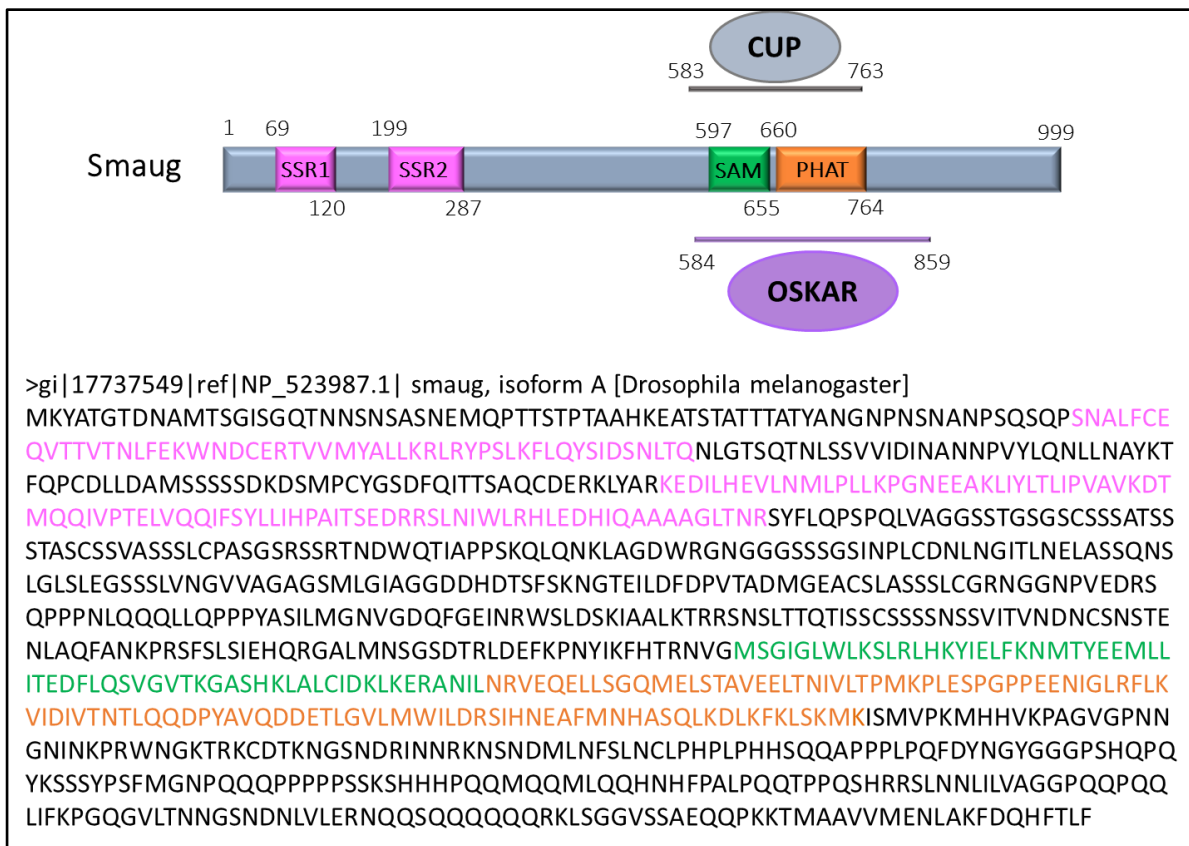 CUP
583 763
1 69 199 597 660 999
Smaug SSR1 SSR2 SAM PHAT
120 287 655 764
584 859
OSKAR
>gi|17737549|ref|NP_523987.1| smaug, isoform A [Drosophila melanogaster]
MKYATGTDNAMTSGISGQTNNSNSASNEMQPTTSTPTAAHKEATSTATTTATYANGNPNSNANPSQSQPSNALFCE
QVTTVTNLFEKWNDCERTVVMYALLKRLRYPSLKFLQYSIDSNLTQNLGTSQTNLSSVVIDINANNPVYLQNLLNAYKT
FQPCDLLDAMSSSSSDKDSMPCYGSDFQITTSAQCDERKLYARKEDILHEVLNMLPLLKPGNEEAKLIYLTLIPVAVKDT
MQQIVPTELVQQIFSYLLIHPAITSEDRRSLNIWLRHLEDHIQAAAAGLTNRSYFLQPSPQLVAGGSSTGSGSCSSSATSS
STASCSSVASSSLCPASGSRSSRTNDWQTIAPPSKQLQNKLAGDWRGNGGGSSSGSINPLCDNLNGITLNELASSQNS
LGLSLEGSSSLVNGVVAGAGSMLGIAGGDDHDTSFSKNGTEILDFDPVTADMGEACSLASSSLCGRNGGNPVEDRS
QPPPNLQQQLLQPPPYASILMGNVGDQFGEINRWSLDSKIAALKTRRSNSLTTQTISSCSSSSNSSVITVNDNCSNSTE
NLAQFANKPRSFSLSIEHQRGALMNSGSDTRLDEFKPNYIKFHTRNVGMSGIGLWLKSLRLHKYIELFKNMTYEEMLL
ITEDFLQSVGVTKGASHKLALCIDKLKERANILNRVEQELLSGQMELSTAVEELTNIVLTPMKPLESPGPPEENIGLRFLK
VIDIVTNTLQQDPYAVQDDETLGVLMWILDRSIHNEAFMNHASQLKDLKFKLSKMKISMVPKMHHVKPAGVGPNN
GNINKPRWNGKTRKCDTKNGSNDRINNRKNSNDMLNFSLNCLPHPLPHHSQQAPPPLPQFDYNGYGGGPSHQPQ
YKSSSYPSFMGNPQQQPPPPPSSKSHHHPQQMQQMLQQHNHFPALPQQTPPQSHRRSLNNLILVAGGPQQPQQ
LIFKPGQGVLTNNGSNDNLVLERNQQSQQQQQQRKLSGGVSSAEQQPKKTMAAVVMENLAKFDQHFTLF